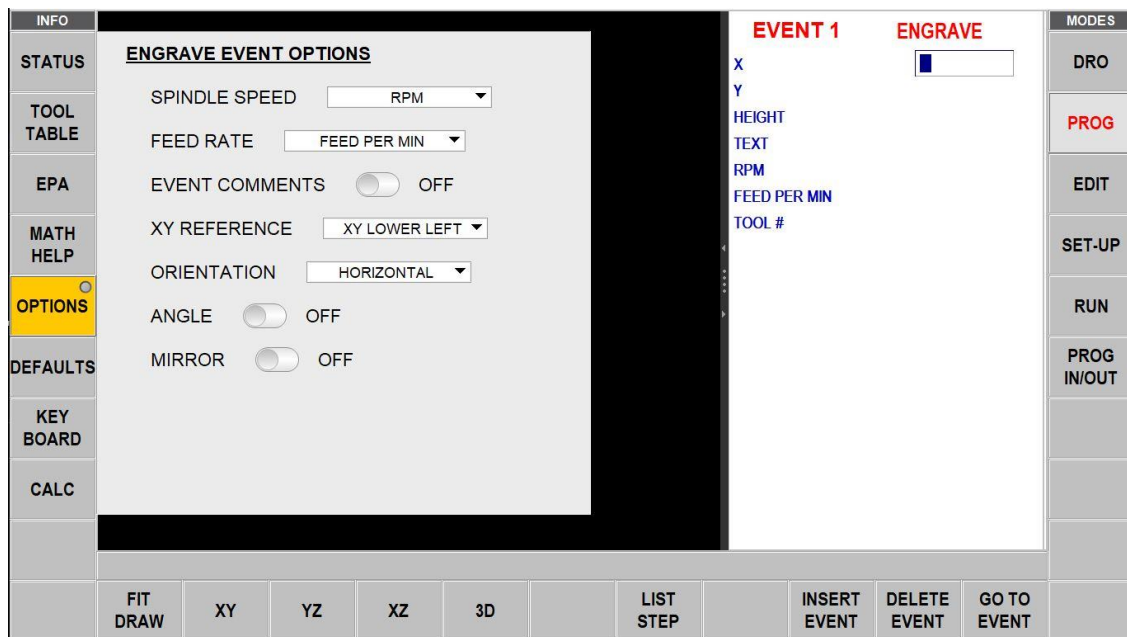 INFO
STATUS
TOOL
TABLE
EPA
MATH
HELP
OPTIONS
DEFAULTS
KEY
BOARD
CALC
ENGRAVE EVENT OPTIONS
SPINDLE SPEED RPM
FEED RATE FEED PER MIN
EVENT COMMENTS OFF
XY REFERENCE XY LOWER LEFT
ORIENTATION HORIZONTAL
ANGLE OFF
MIRROR OFF
EVENT 1 ENGRAVE
X
Y
HEIGHT
TEXT
RPM
FEED PER MIN
TOOL #
MODES
DRO
PROG
EDIT
SET-UP
RUN
PROG
IN/OUT
FIT
DRAW
XY
YZ
XZ
3D
LIST
STEP
INSERT
EVENT
DELETE
EVENT
GO TO
EVENT